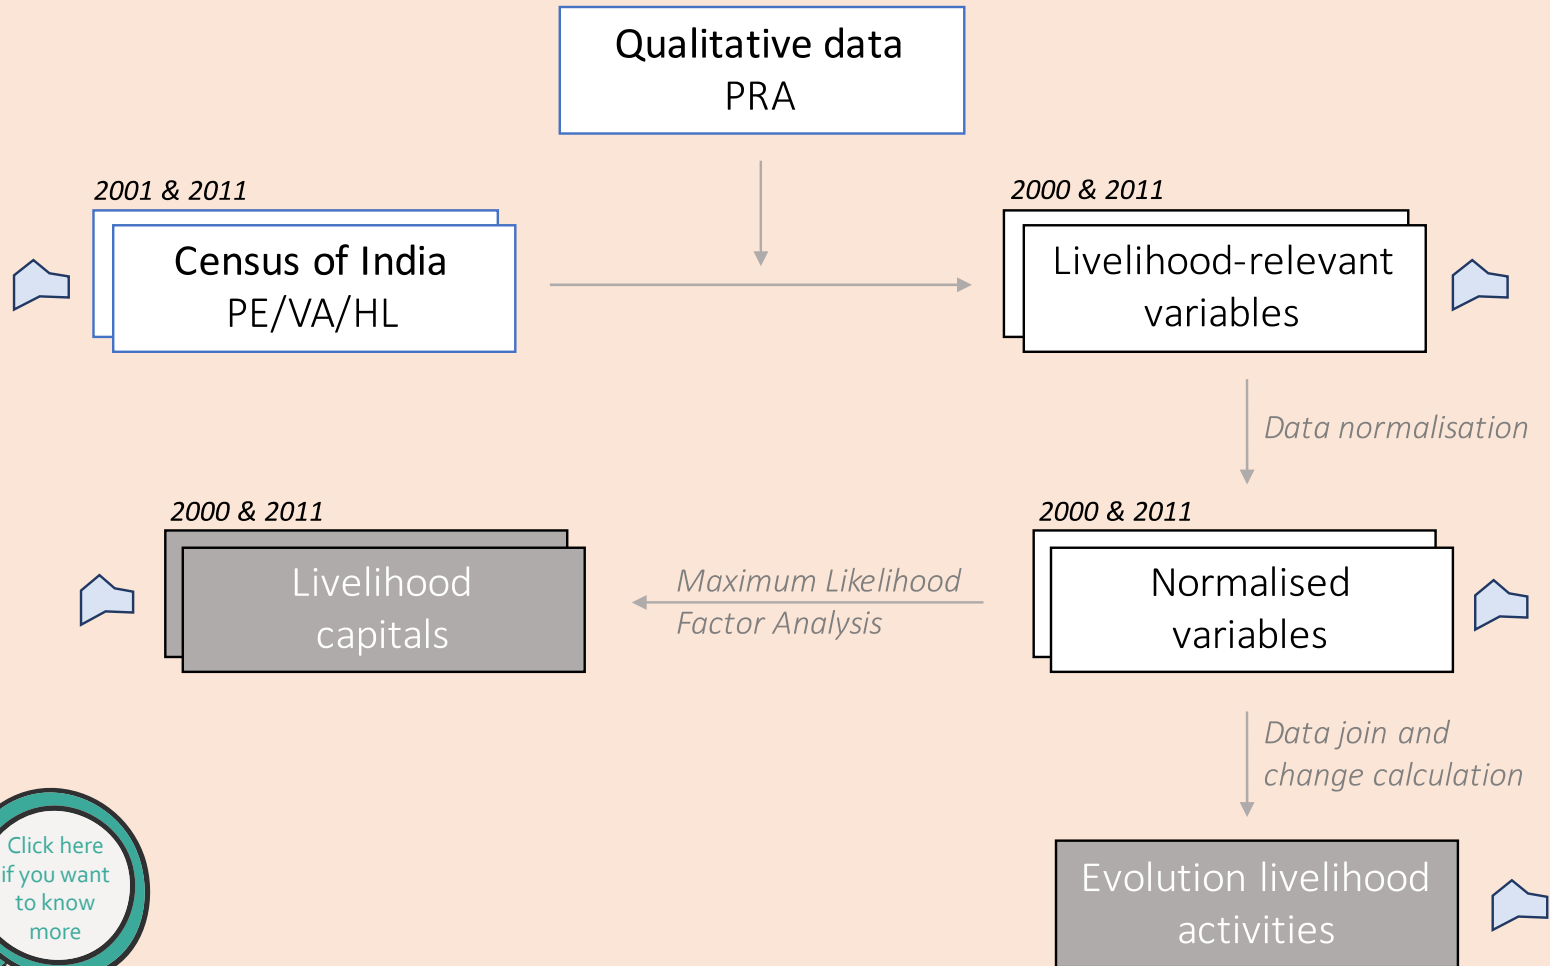 Qualitative data
PRA
2001 & 2011
Census of India
PE/VA/HL
2000 & 2011
Livelihood-relevant
variables
Data normalisation
2000 & 2011
Livelihood
capitals
Maximum Likelihood
Factor Analysis
2000 & 2011
Normalised
variables
Data join and
change calculation
Click here
if you want
to know
more
Evolution livelihood
activities